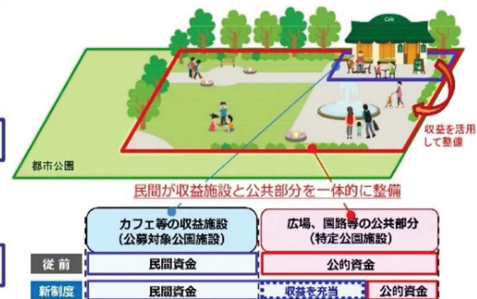 Cafe
収益を活用
して整備
都市公園
民間が収益施設と公共部分を一体的に整備
カフェ等の収益施設
(公募対象公園施設)
広場、園路等の公共部分
(特定公園施設)
従前
民間資金
公的資金
新制度
民間資金
収益を充当
公的資金